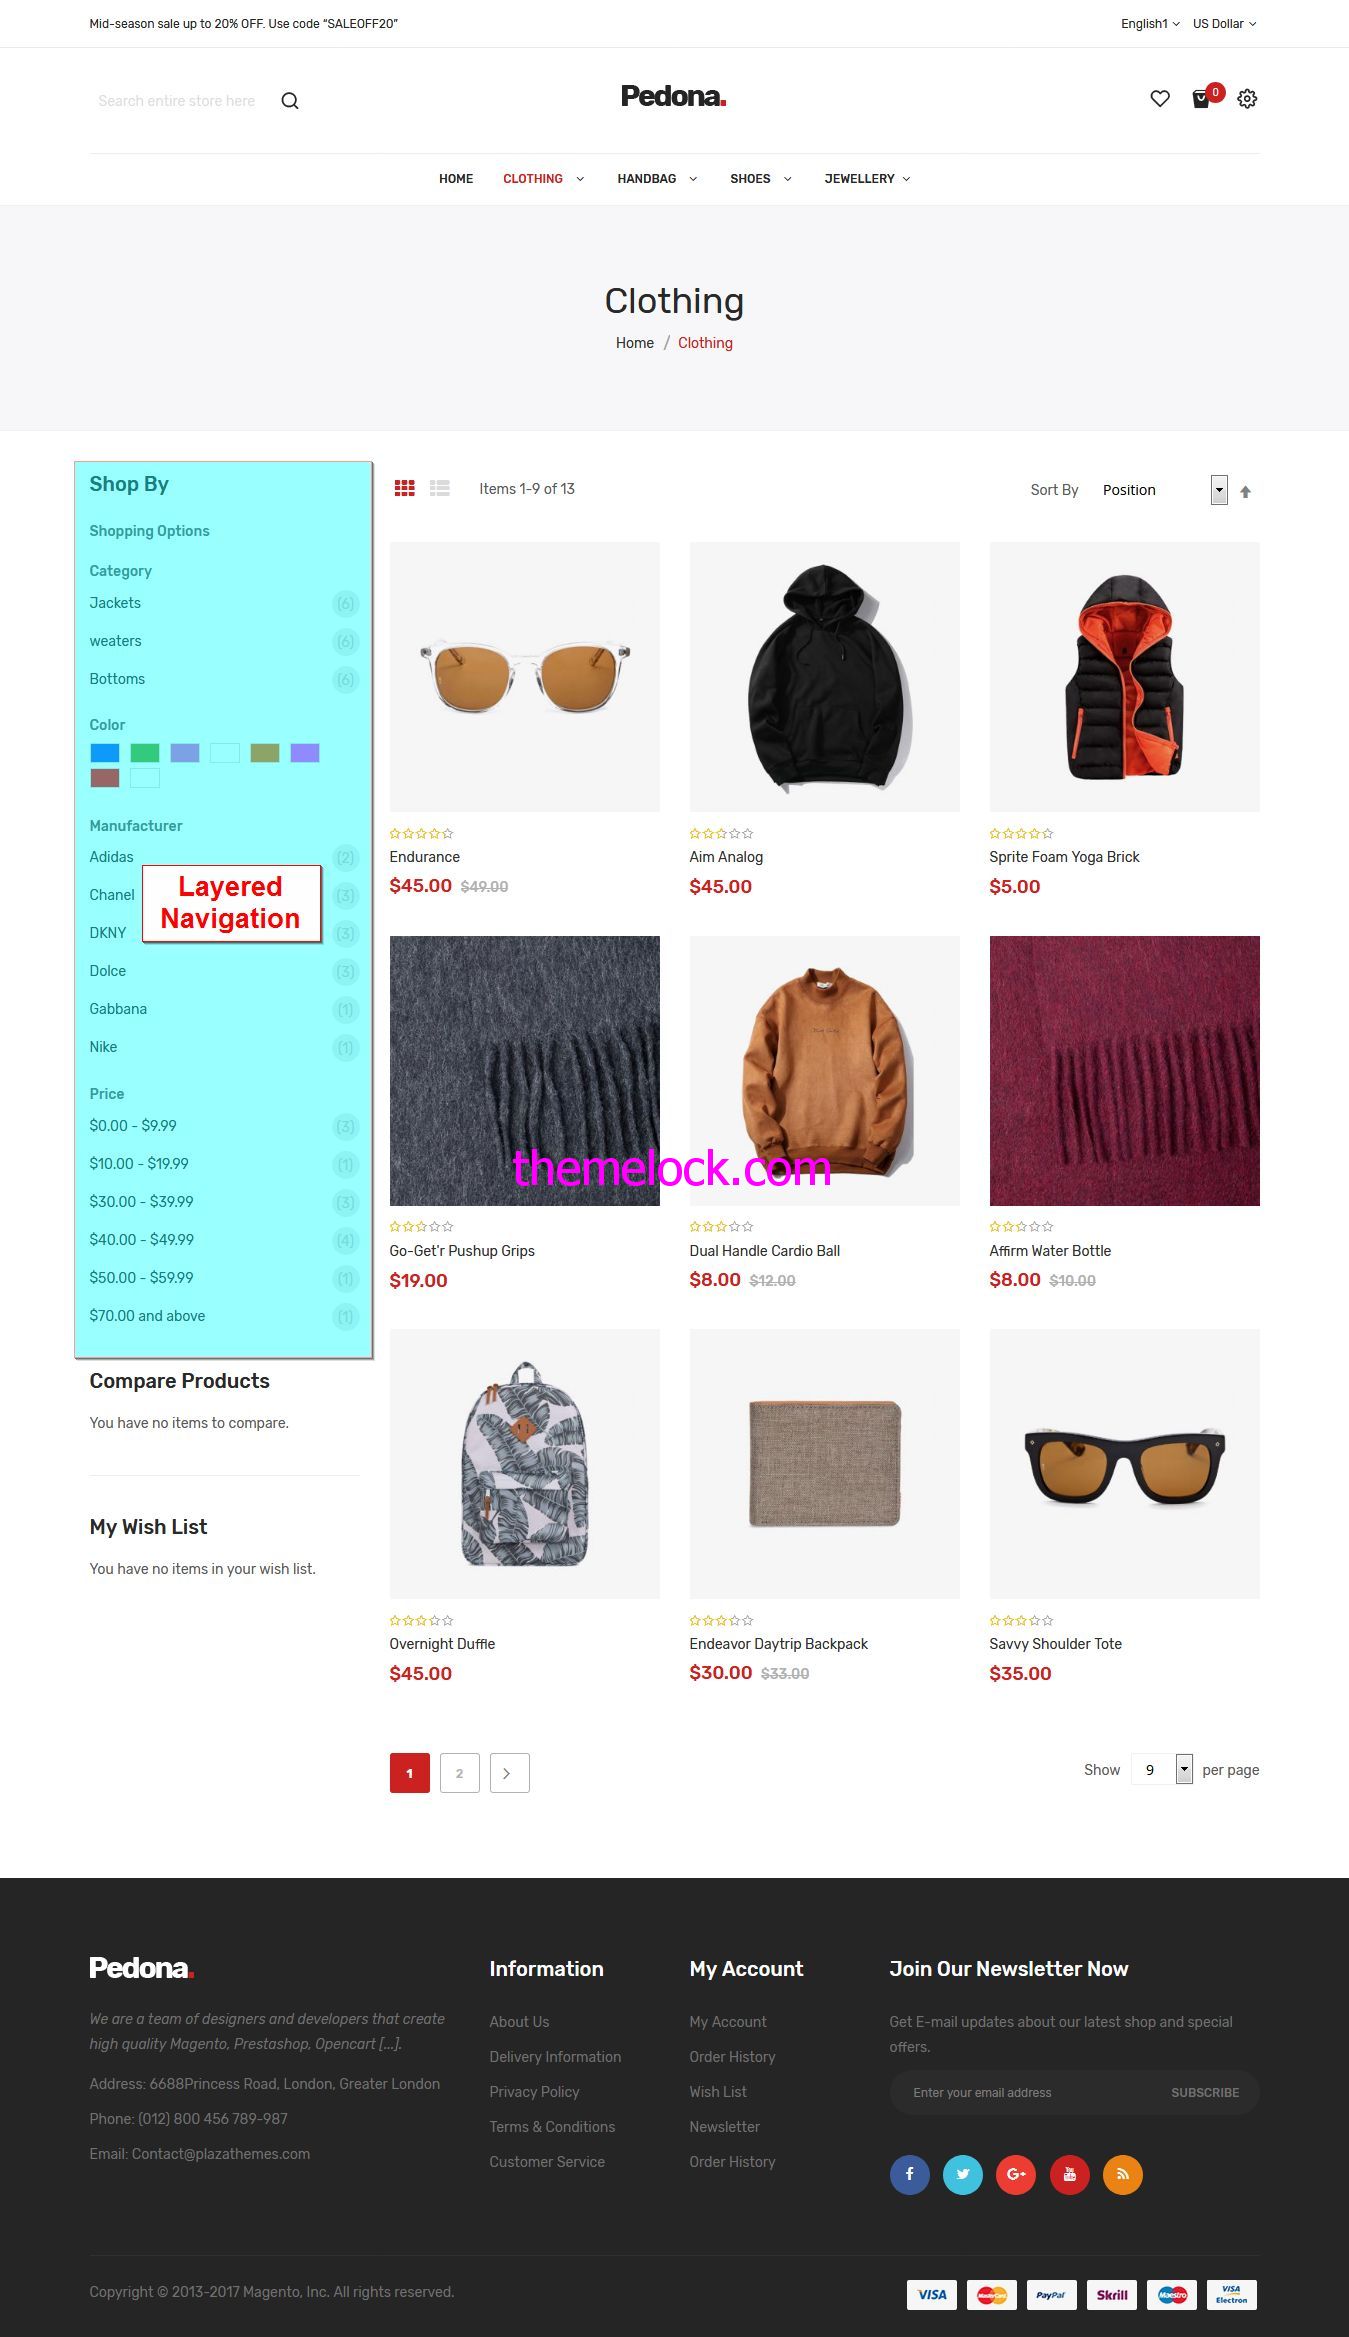 Mid-season sale up to 20% OFF. Use code “SALEOFF20”
English1 US Dollar
Search entire store here
Pedona.
0
HOME CLOTHING HANDBAG SHOES JEWELLERY
Clothing
Home / Clothing
Shop By
Shopping Options
Category
Jackets (6)
weaters (6)
Bottoms (6)
Color
Manufacturer
Adidas (2)
Chanel (3)
DKNY (3)
Dolce (3)
Gabbana (1)
Nike (1)
Layered
Navigation
Price
$0.00 - $9.99 (3)
$10.00 - $19.99 (1)
$30.00 - $39.99 (3)
$40.00 - $49.99 (4)
$50.00 - $59.99 (1)
$70.00 and above (1)
Compare Products
You have no items to compare.
My Wish List
You have no items in your wish list.
Items 1-9 of 13
Sort By Position
Endurance
$45.00 $49.00
Aim Analog
$45.00
Sprite Foam Yoga Brick
$5.00
themelock.com
Go-Get'r Pushup Grips
$19.00
Dual Handle Cardio Ball
$8.00 $12.00
Affirm Water Bottle
$8.00 $10.00
Overnight Duffle
$45.00
Endeavor Daytrip Backpack
$30.00 $33.00
Savvy Shoulder Tote
$35.00
1 2
Show 9 per page
Pedona.
We are a team of designers and developers that create
high quality Magento, Prestashop, Opencart [...].
Address: 6688Princess Road, London, Greater London
Phone: (012) 800 456 789-987
Email: Contact@plazathemes.com
Information
About Us
Delivery Information
Privacy Policy
Terms & Conditions
Customer Service
My Account
My Account
Order History
Wish List
Newsletter
Order History
Join Our Newsletter Now
Get E-mail updates about our latest shop and special
offers.
Enter your email address SUBSCRIBE
f G+ You Tube
Copyright © 2013-2017 Magento, Inc. All rights reserved.
VISA MasterCard PayPal Skrill Maestro VISA
Electron